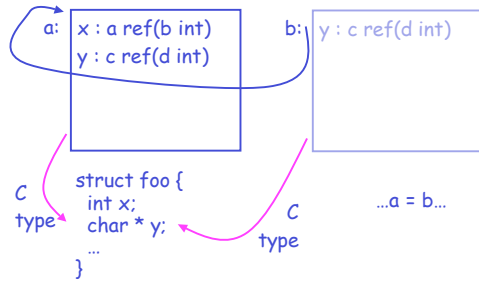 a: x : a ref(b int)
y : c ref(d int)
b: y : c ref(d int)
C
type
struct foo {
int x;
char * y;
...
}
C
type
...a = b...